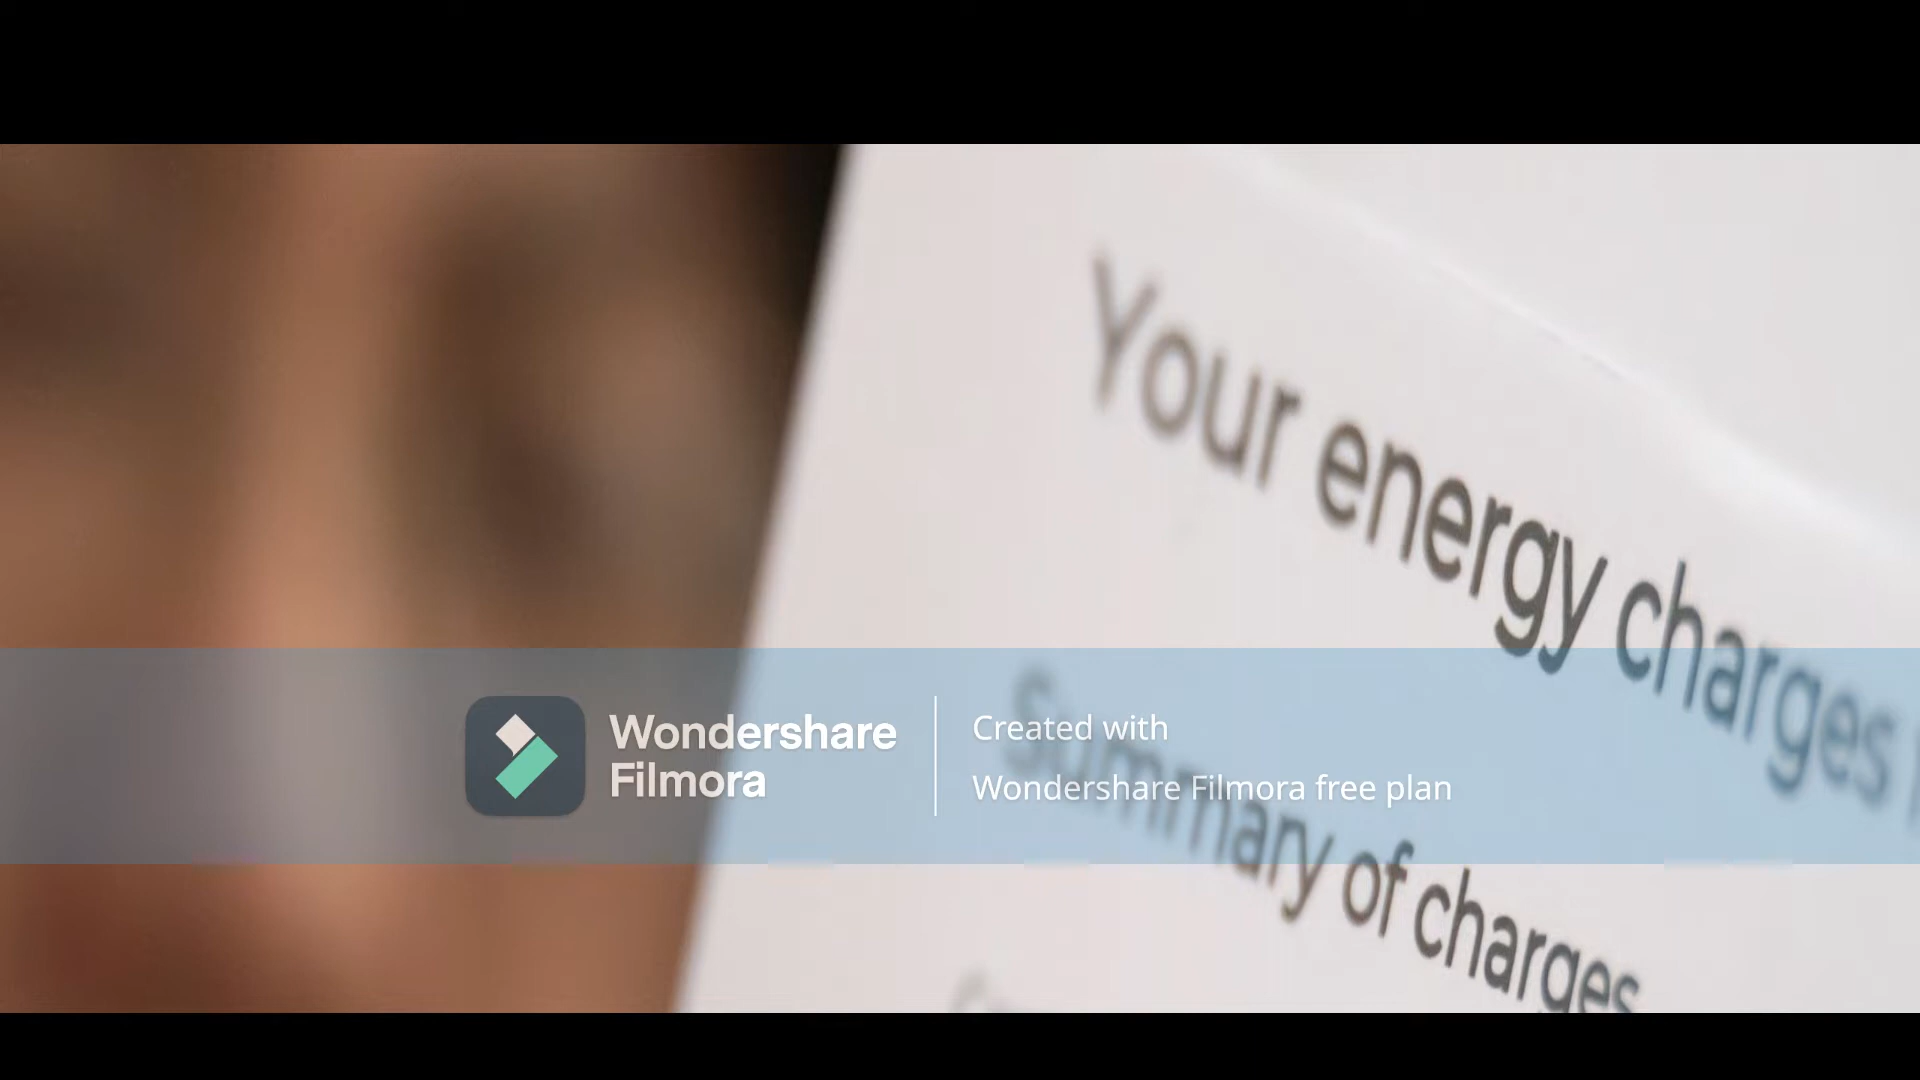 Your energy charges
Wondershare
Filmora
Created with
Wondershare Filmora free plan
Summary of charges